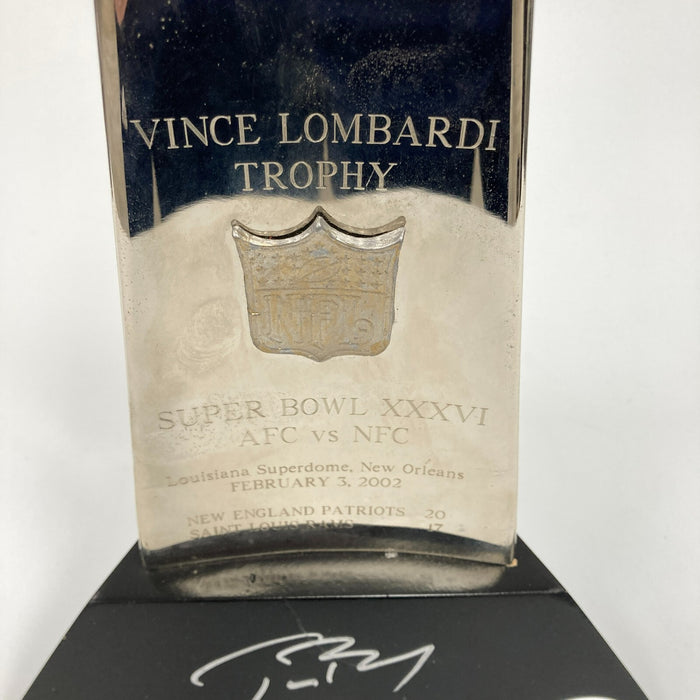 VINCE LOMBARDI
TROPHY
NFL
SUPER BOWL XXXVI
AFC vs NFC
Louisiana Superdome, New Orleans
FEBRUARY 3, 2002
NEW ENGLAND PATRIOTS 20
SAINT LOUIS RAMS 17